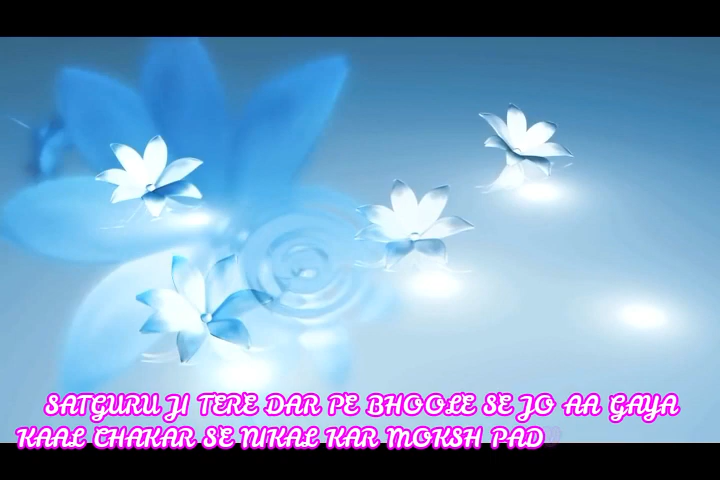 SATGURU JI TERE DAR PE BHOOLE SE JO AA GAYA
KAAL CHAKAR SE NIKAL KAR MOKSH PAD